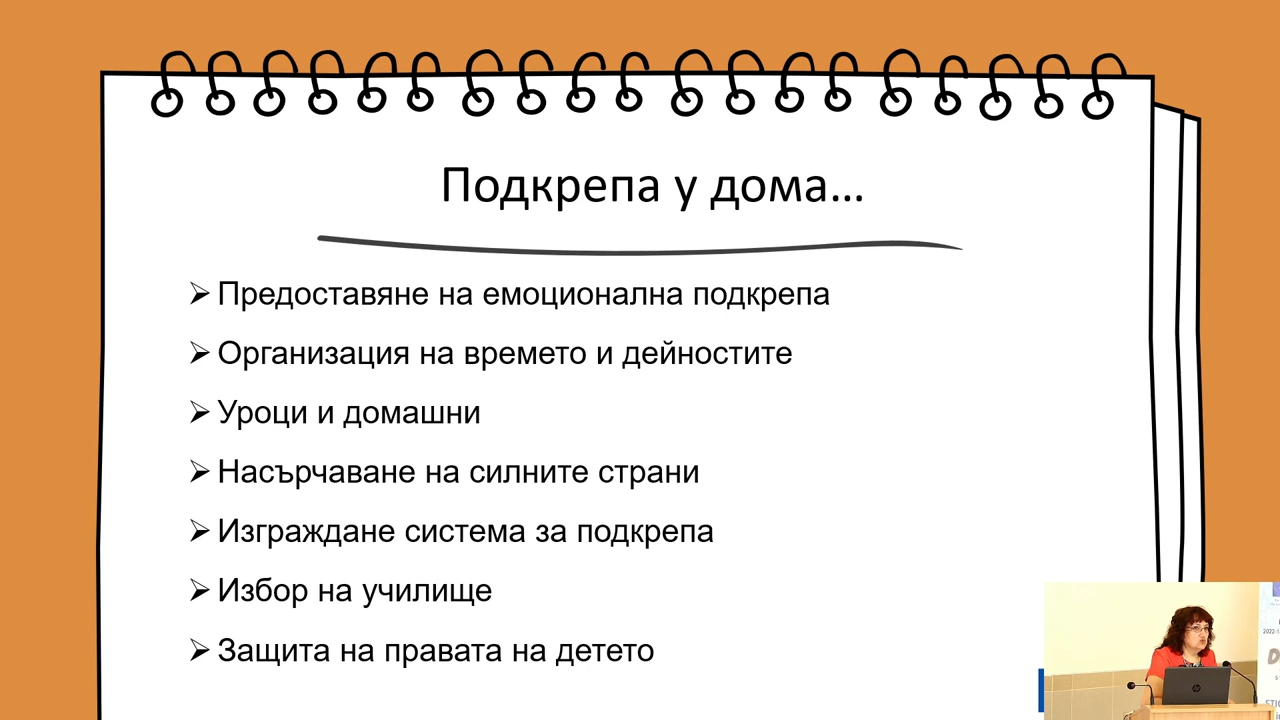 Подкрепа у дома...
Предоставяне на емоционална подкрепа
Организация на времето и дейностите
Уроци и домашни
Насърчаване на силните страни
Изграждане система за подкрепа
Избор на училище
Защита на правата на детето